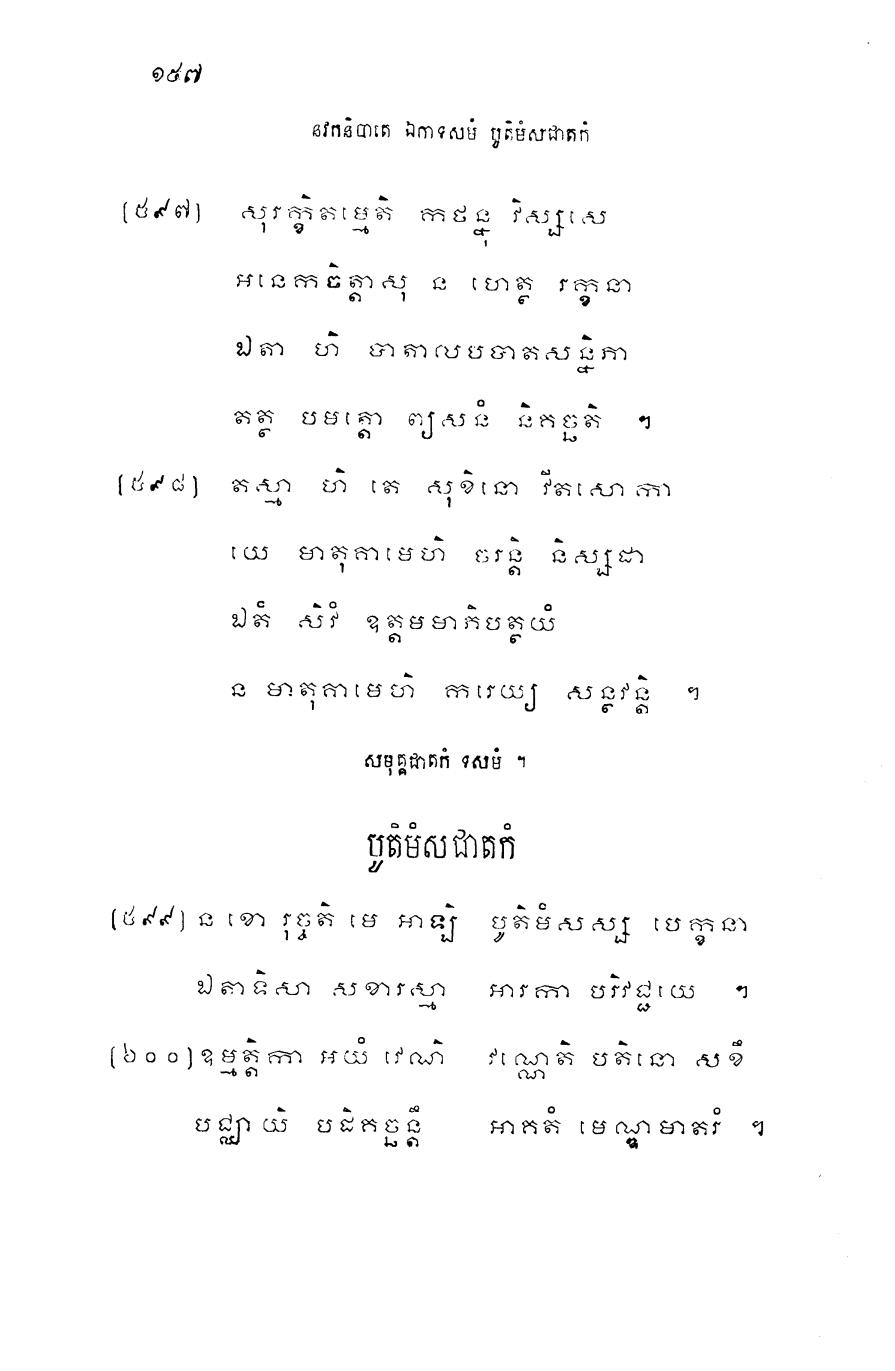 ១៥៧
នវកនិបាតេ ឯកាទសមំ បូតិមំសជាតកំ
(៥៩៧) សុរក្ខិតម្មេតិ កថន្នុ វិស្សសេ
អនេកចិត្តាសុ ន ហេត្ថ រក្ខនា
ឯតា ហិ បាតាលបបាតសន្និភា
តត្ថ បមត្តោ ព្យសនំ និគច្ឆតិ ។
(៥៩៨) តស្មា ហិ តេ សុខិនោ វីតសោកា
យេ មាតុគាមេហិ ចរន្តិ និស្សដា
ឯតំ សិវំ ឧត្តមមាភិបត្ថយំ
ន មាតុគាមេហិ ករេយ្យ សន្ថវន្តិ ។
សមុគ្គជាតកំ ទសមំ ។
បូតិមំសជាតកំ
(៥៩៩) ន ខោ រុច្ចតិ មេ អាឡិ បូតិមំសស្ស បេក្ខនា
ឯតាទិសា សខារស្មា អារកា បរិវជ្ជយេ ។
(៦០០) ឧម្មត្តិកា អយំ វេណិ វណ្ណេតិ បតិនោ សខី
បជ្ឈាយិ បដិគច្ឆន្តឹ អាគតំ មេណ្ឌមាតរំ ។